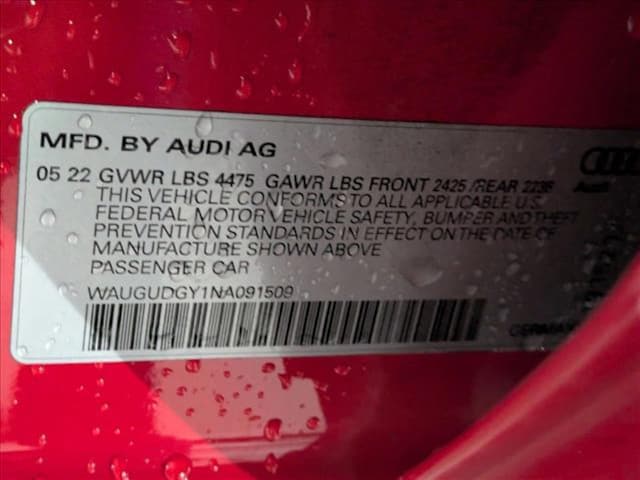 MFD. BY AUDI AG
05 22 GVWR LBS 4475 GAWR LBS FRONT 2425 /REAR 2238
THIS VEHICLE CONFORMS TO ALL APPLICABLE U.S.
FEDERAL MOTOR VEHICLE SAFETY, BUMPER AND THEFT
PREVENTION STANDARDS IN EFFECT ON THE DATE OF
MANUFACTURE SHOWN ABOVE
PASSENGER CAR
WAUGUDGY1NA091509
Audi